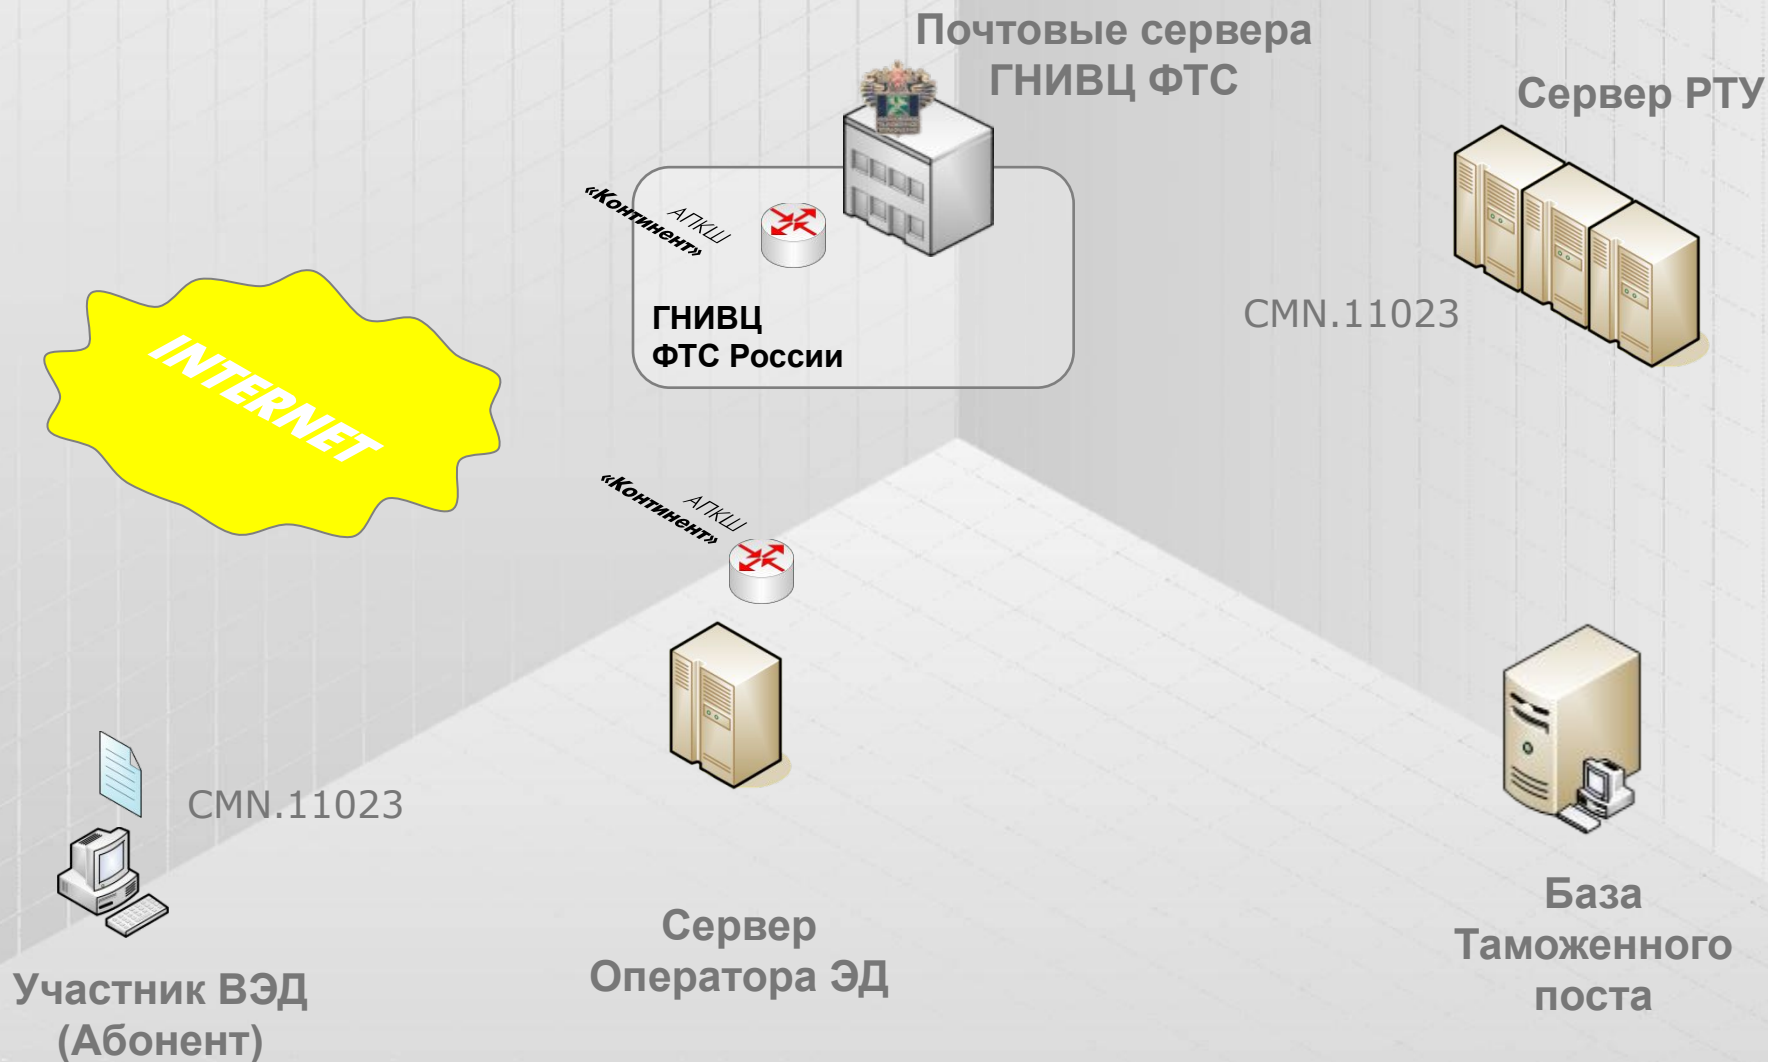 Почтовые сервера
ГНИВЦ ФТС
Сервер РТУ
АПКШ
«Континент»
ГНИВЦ
ФТС России
CMN.11023
INTERNET
АПКШ
«Континент»
CMN.11023
Сервер
Оператора ЭД
База
Таможенного
поста
Участник ВЭД
(Абонент)